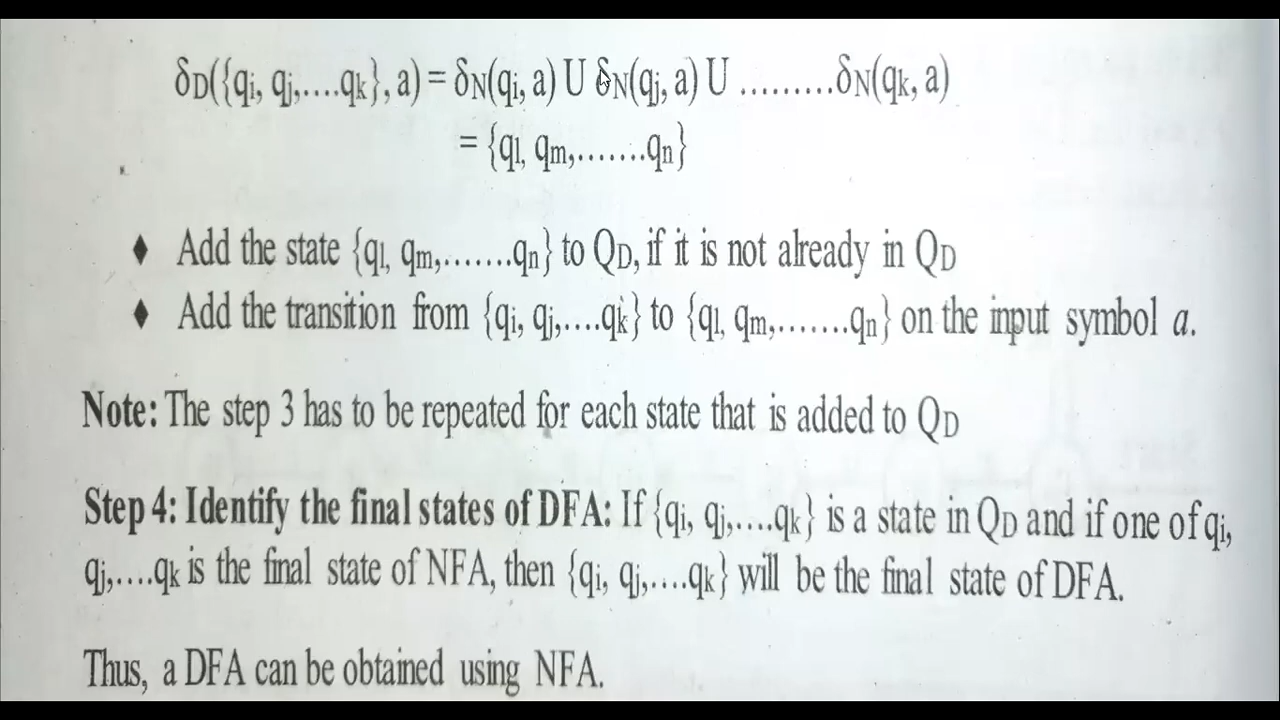 δD({qi, qj,....qk}, a) = δN(qi, a) U δN(qj, a) U .........δN(qk, a)
= {ql, qm,.......qn}
♦ Add the state {ql, qm,.......qn} to QD, if it is not already in QD
♦ Add the transition from {qi, qj,....qk} to {ql, qm,.......qn} on the input symbol a.
Note: The step 3 has to be repeated for each state that is added to QD
Step 4: Identify the final states of DFA: If {qi, qj,....qk} is a state in QD and if one of qi,
qj,....qk is the final state of NFA, then {qi, qj,....qk} will be the final state of DFA.
Thus, a DFA can be obtained using NFA.